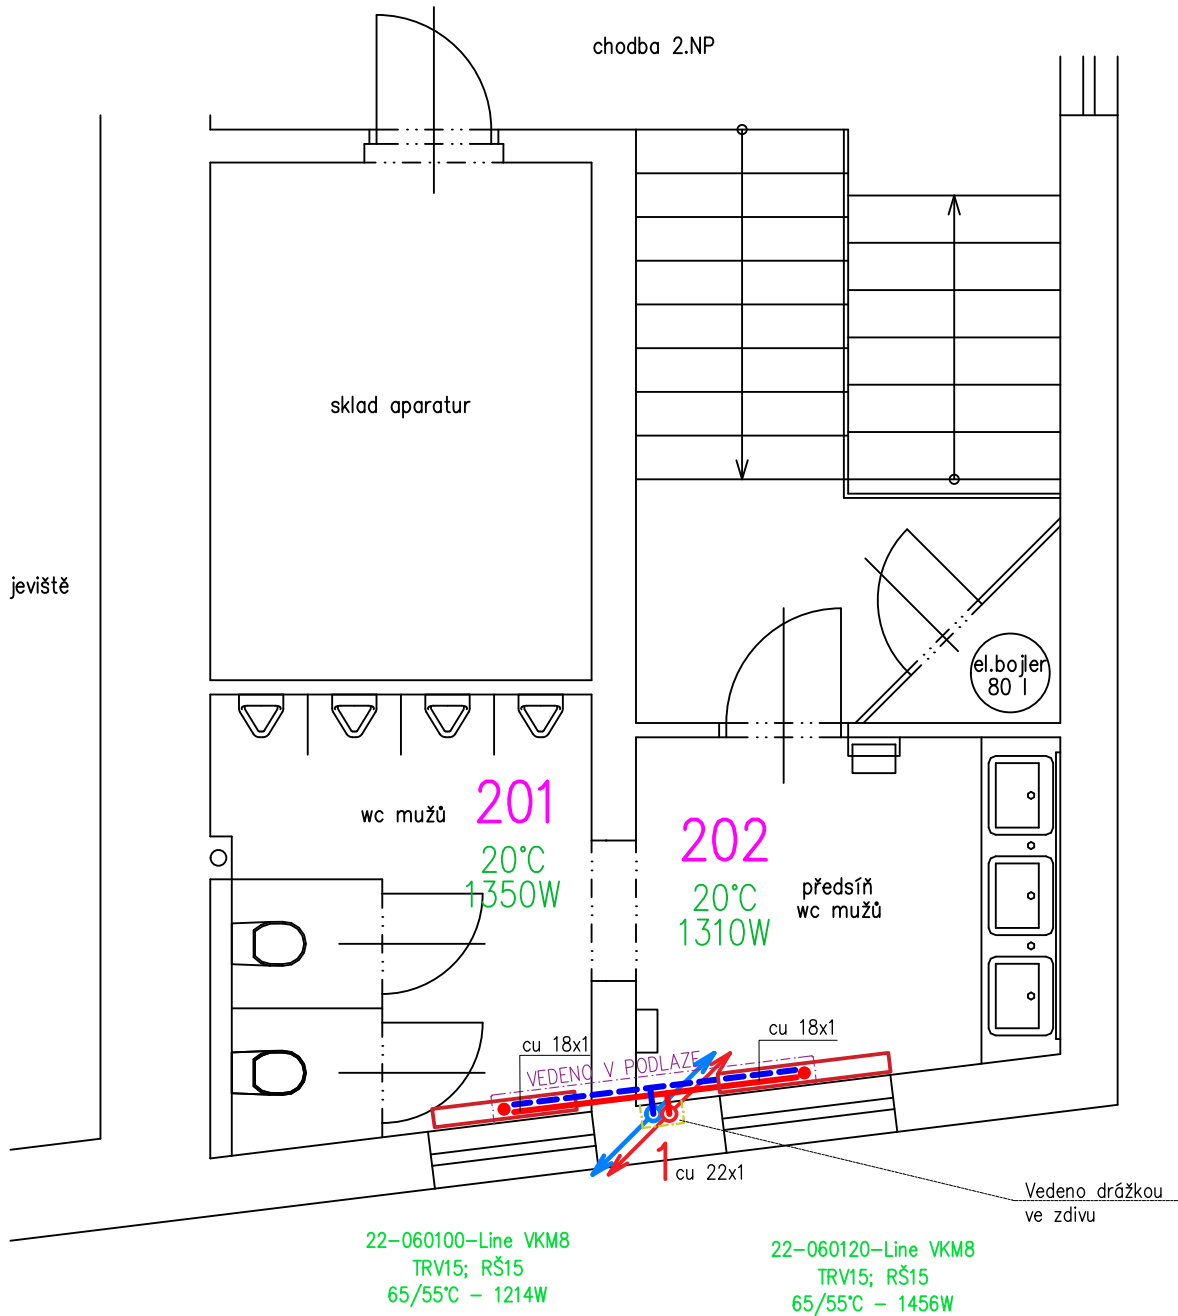 chodba 2.NP
sklad aparatur
jeviště
el.bojler
80 l
wc mužů
201
20°C
1350W
202
20°C
1310W
předsíň
wc mužů
cu 18x1
cu 18x1
VEDENO V PODLAZE
1
cu 22x1
Vedeno drážkou
ve zdivu
22-060100-Line VKM8
TRV15; RŠ15
65/55°C - 1214W
22-060120-Line VKM8
TRV15; RŠ15
65/55°C - 1456W